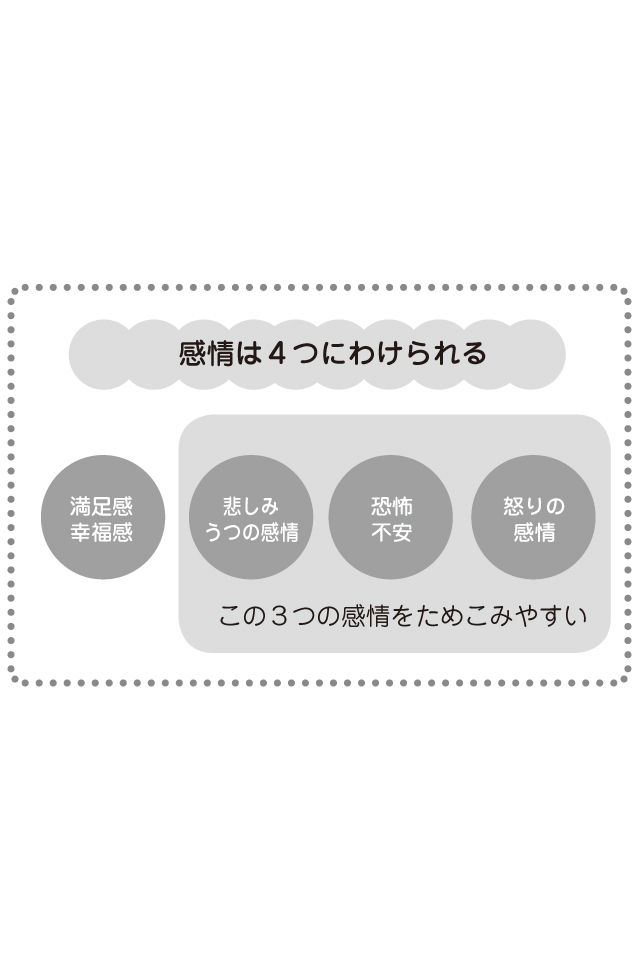 感情は４つにわけられる
満足感
幸福感
悲しみ
うつの感情
恐怖
不安
怒りの
感情
この３つの感情をためこみやすい